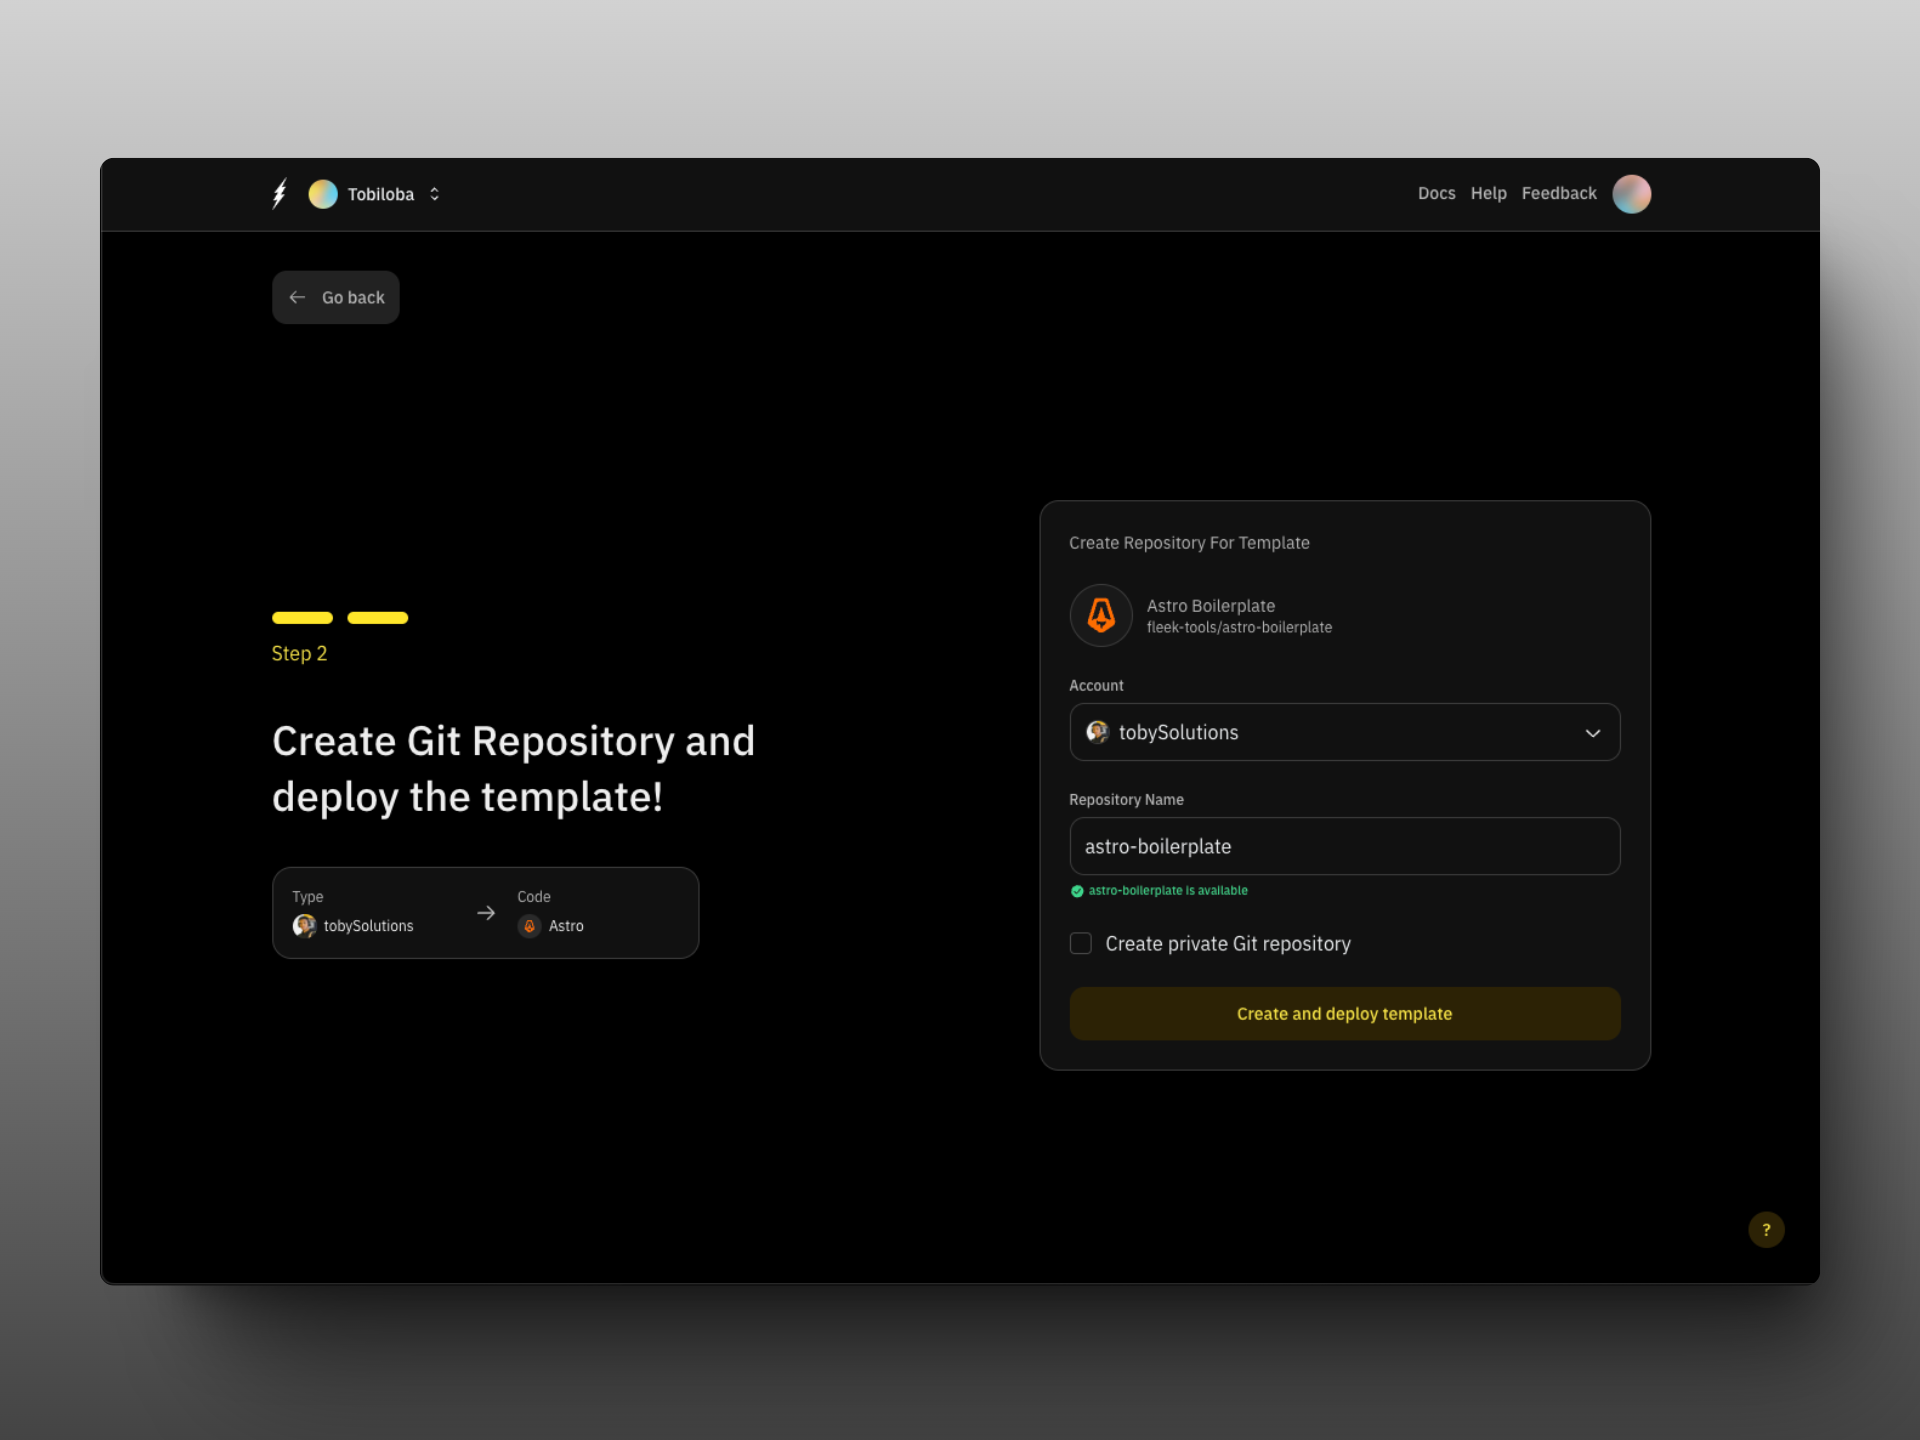 Tobiloba
Docs Help Feedback
Go back
Step 2
Create Git Repository and
deploy the template!
Type
tobySolutions
Code
Astro
Create Repository For Template
Astro Boilerplate
fleek-tools/astro-boilerplate
Account
tobySolutions
Repository Name
astro-boilerplate
astro-boilerplate is available
Create private Git repository
Create and deploy template
?